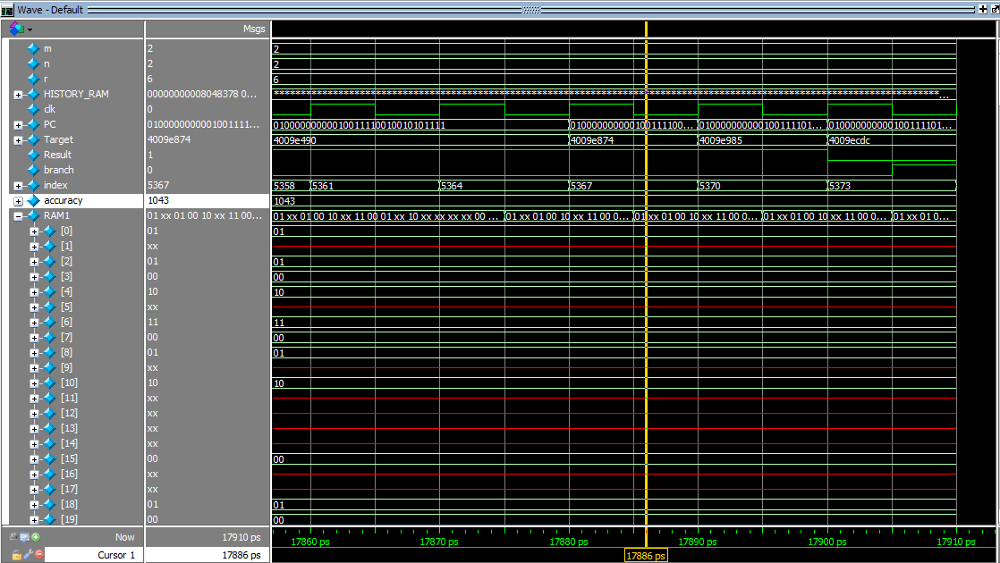 Wave - Default
Msgs
m 2 2
n 2 2
r 6 6
HISTORY_RAM 00000000008048378 0... ...
clk 0
PC 0100000000001001111... 01000000000010011110010010101111 010000000000100111100... 010000000000100111101... 010000000000100111101...
Target 4009e874 4009e490 4009e874 4009e985 4009ecdc
Result 1
branch 0
index 5367 5358 5361 5364 5367 5370 5373
accuracy 1043 1043
RAM1 01 xx 01 00 10 xx 11 00... 01 xx 01 00 10 xx 11 00 01 xx 10 xx xx xx xx 00 ... 01 xx 01 00 10 xx 11 00 0... 01 xx 01 00 10 xx 11 00 0... 01 xx 01 00 10 xx 11 00 0... 01 xx 01 0...
[0] 01 01
[1] xx
[2] 01 01
[3] 00 00
[4] 10 10
[5] xx
[6] 11 11
[7] 00 00
[8] 01 01
[9] xx
[10] 10 10
[11] xx
[12] xx
[13] xx
[14] xx
[15] 00 00
[16] xx
[17] xx
[18] 01 01
[19] 00 00
Now 17910 ps 17860 ps 17870 ps 17880 ps 17890 ps 17900 ps 17910 ps
Cursor 1 17886 ps 17886 ps